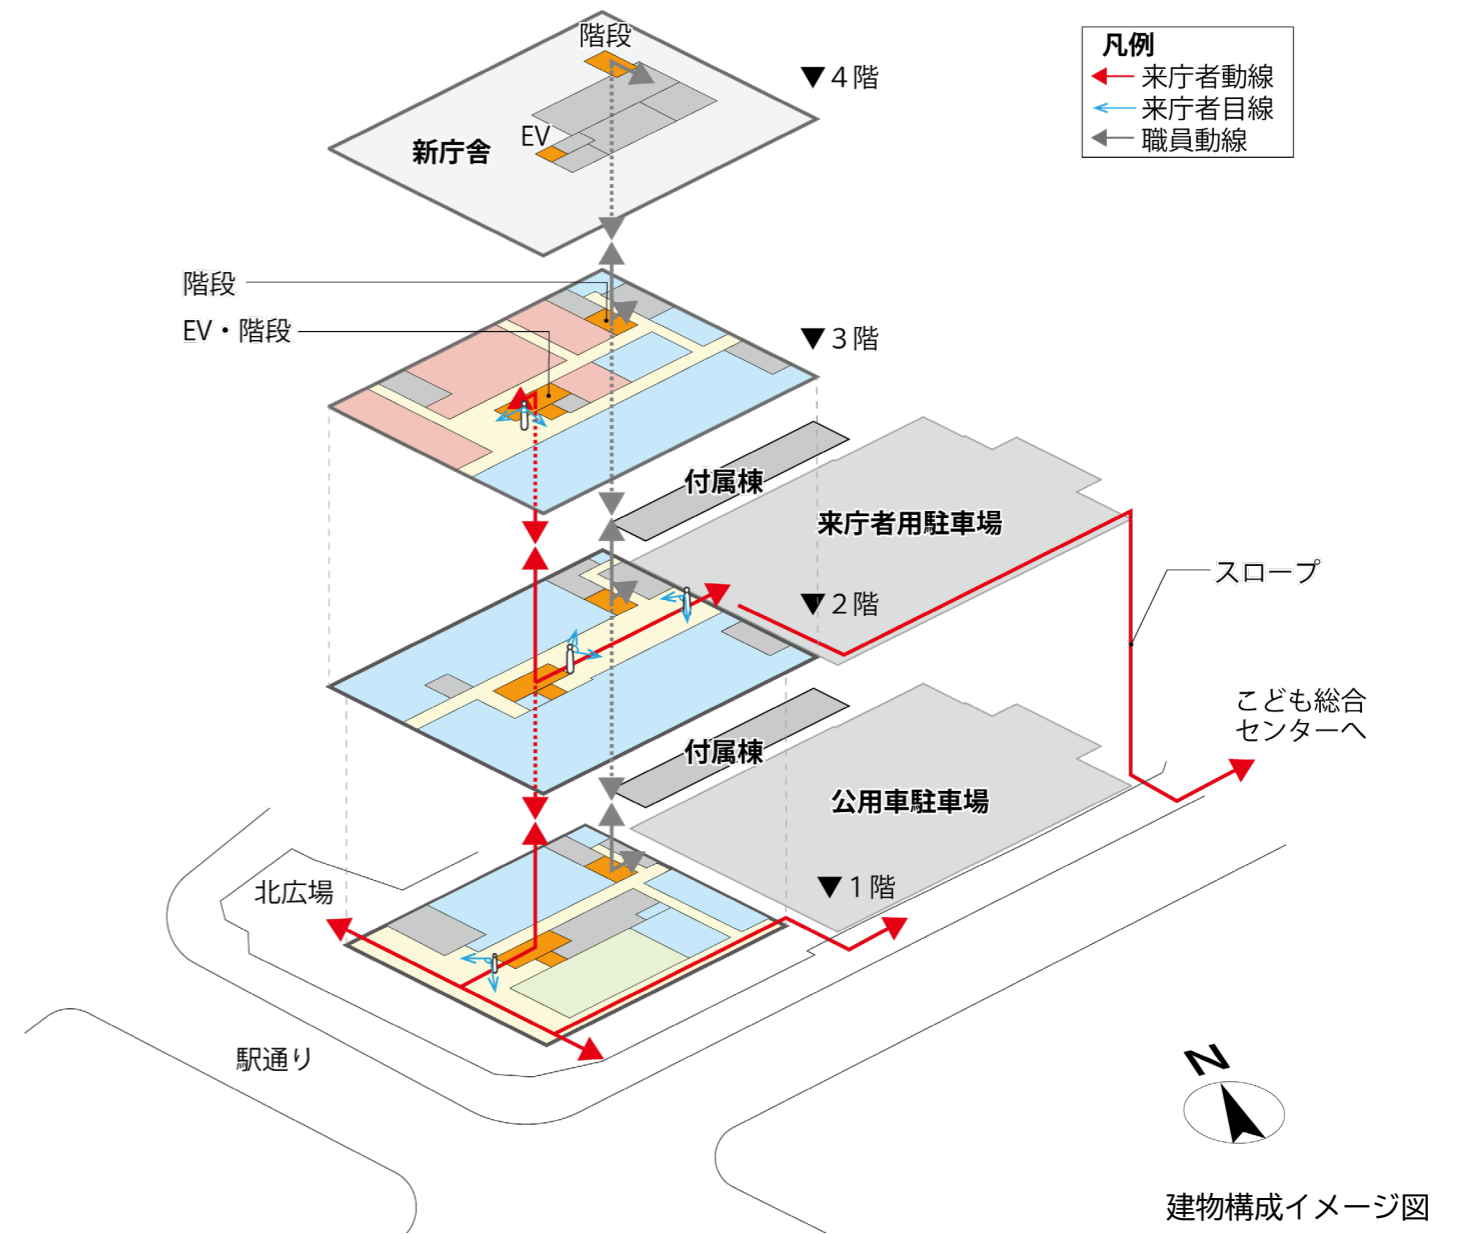 階段
▼4階
新庁舎
EV
凡例
来庁者動線
来庁者目線
職員動線
階段
EV・階段
▼3階
付属棟
来庁者用駐車場
スロープ
▼2階
こども総合
センターへ
付属棟
公用車駐車場
▼1階
北広場
駅通り
N
建物構成イメージ図